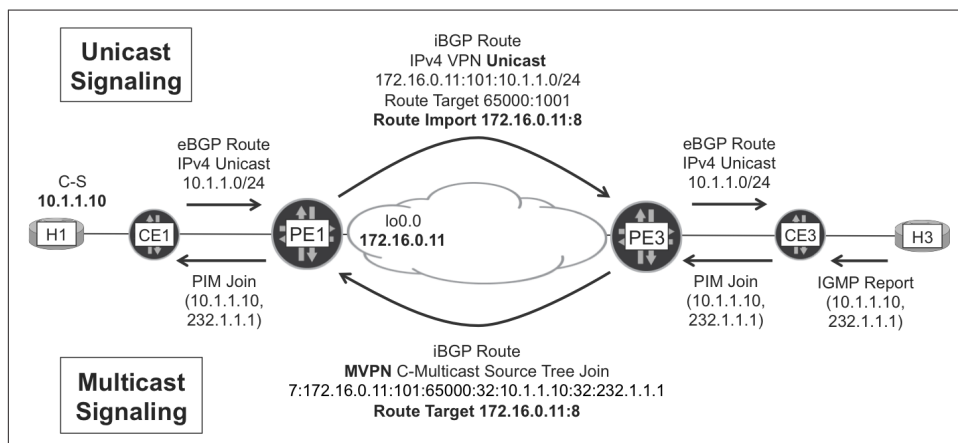 Unicast
Signaling
iBGP Route
IPv4 VPN Unicast
172.16.0.11:101:10.1.1.0/24
Route Target 65000:1001
Route Import 172.16.0.11:8
eBGP Route
IPv4 Unicast
10.1.1.0/24
eBGP Route
IPv4 Unicast
10.1.1.0/24
C-S
10.1.1.10
H1
CE1
PE1
lo0.0
172.16.0.11
PE3
CE3
H3
PIM Join
(10.1.1.10,
232.1.1.1)
PIM Join
(10.1.1.10,
232.1.1.1)
IGMP Report
(10.1.1.10,
232.1.1.1)
iBGP Route
MVPN C-Multicast Source Tree Join
7:172.16.0.11:101:65000:32:10.1.1.10:32:232.1.1.1
Route Target 172.16.0.11:8
Multicast
Signaling